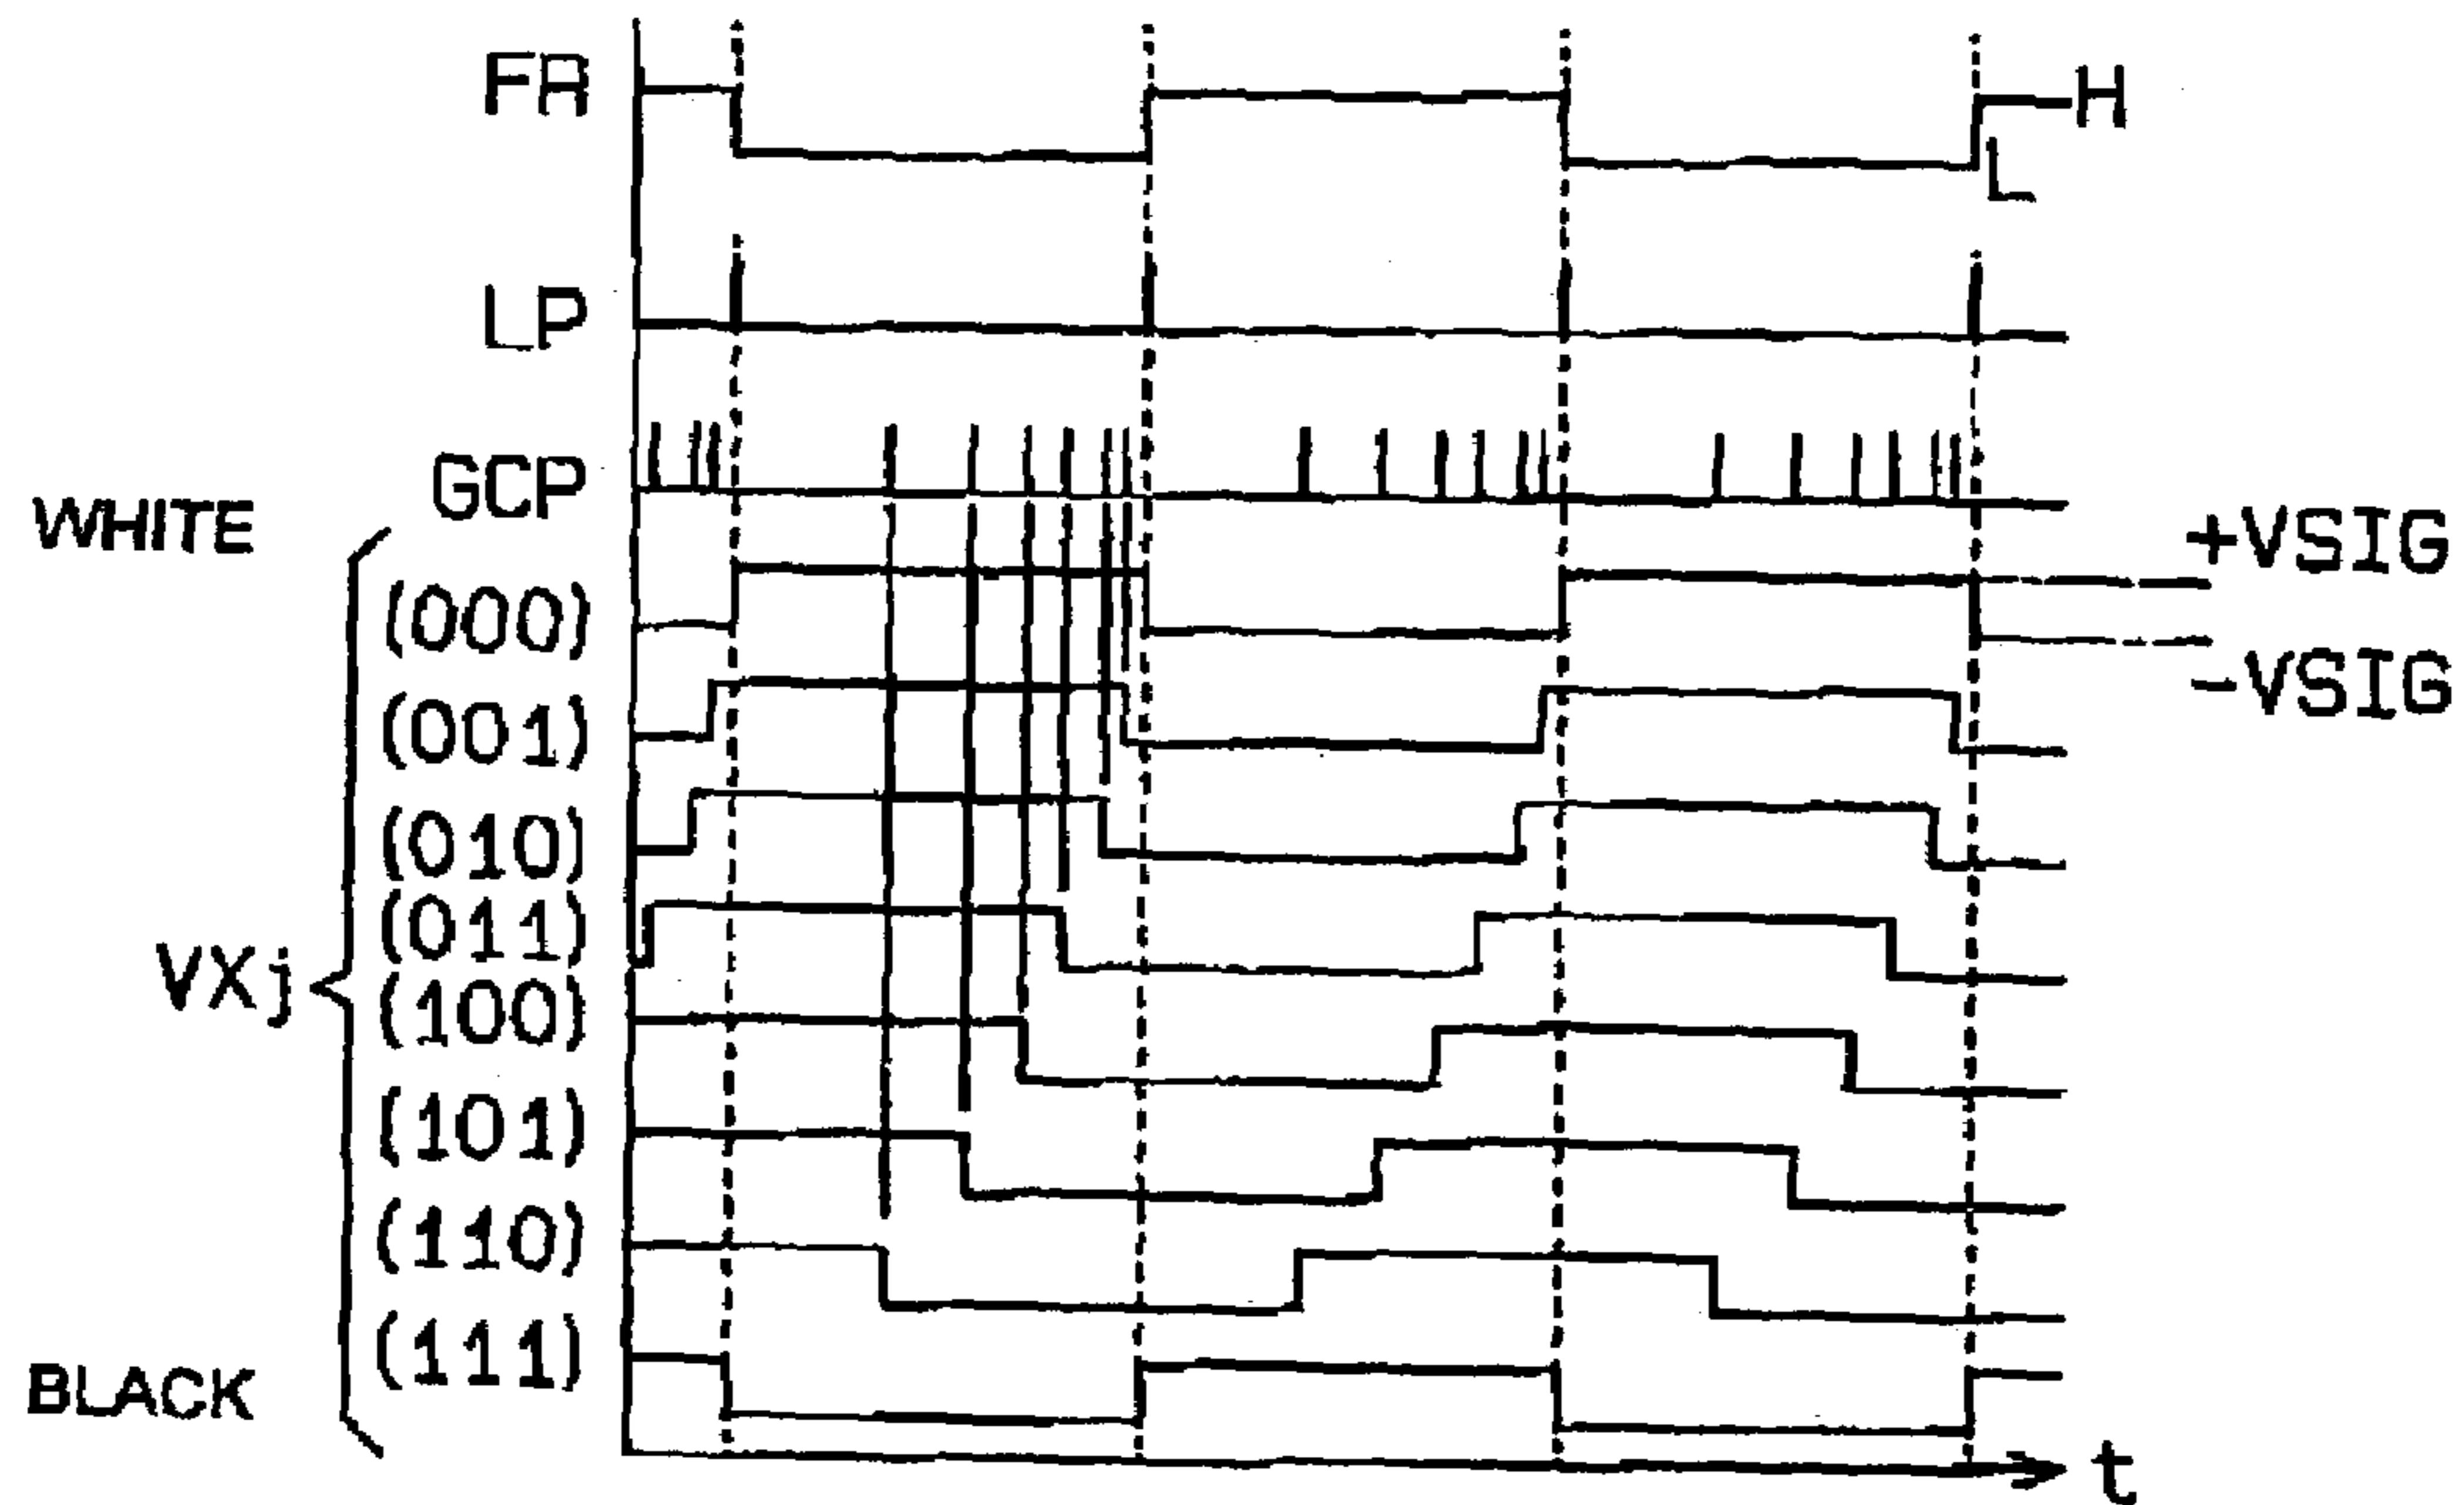 FR
H
L
LP
GCP
WHITE
+VSIG
(000)
-VSIG
(001)
(010)
(011)
VXj
(100)
(101)
(110)
(111)
BLACK
t